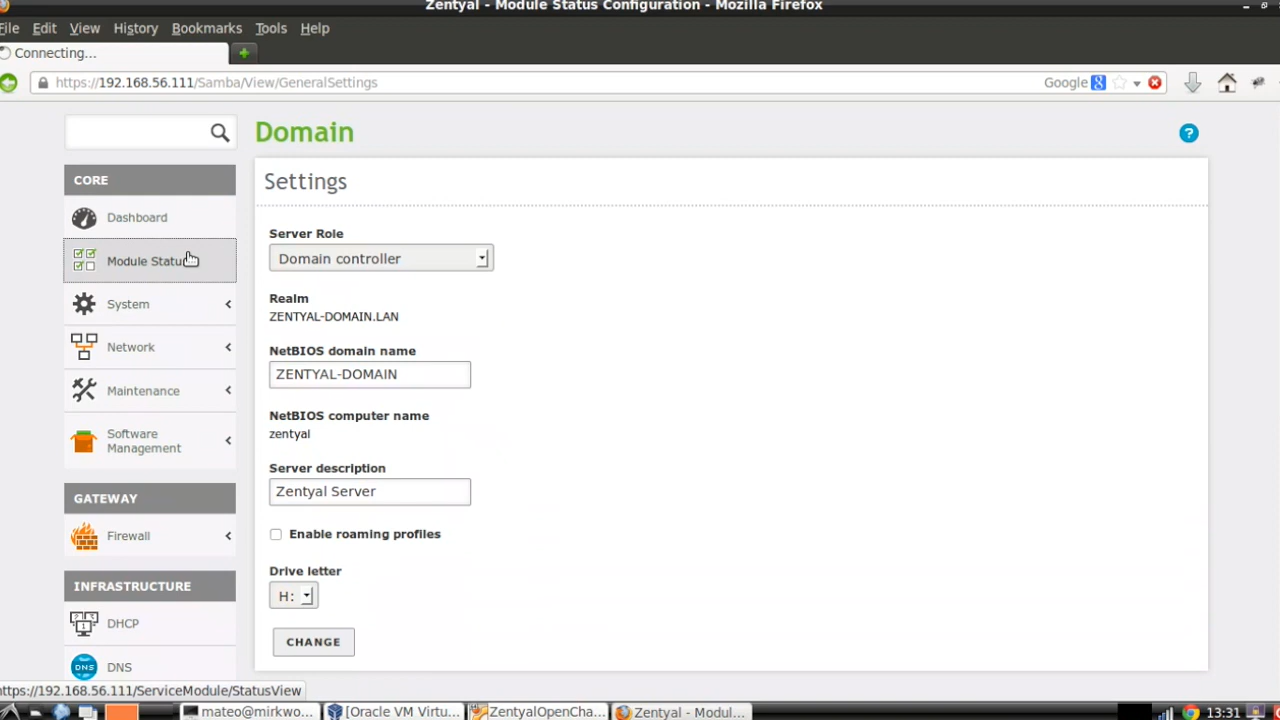 Zentyal - Module Status Configuration - Mozilla Firefox
File Edit View History Bookmarks Tools Help
Connecting...
https://192.168.56.111/Samba/View/GeneralSettings
Google
Domain
?
CORE
Dashboard
Module Status
System
Network
Maintenance
Software
Management
GATEWAY
Firewall
INFRASTRUCTURE
DHCP
DNS
DNS
Settings
Server Role
Domain controller
Realm
ZENTYAL-DOMAIN.LAN
NetBIOS domain name
ZENTYAL-DOMAIN
NetBIOS computer name
zentyal
Server description
Zentyal Server
Enable roaming profiles
Drive letter
H:
CHANGE
https://192.168.56.111/ServiceModule/StatusView
mateo@mirkwo...
[Oracle VM Virtu...
ZentyalOpenCha...
Zentyal - Modul...
13:31